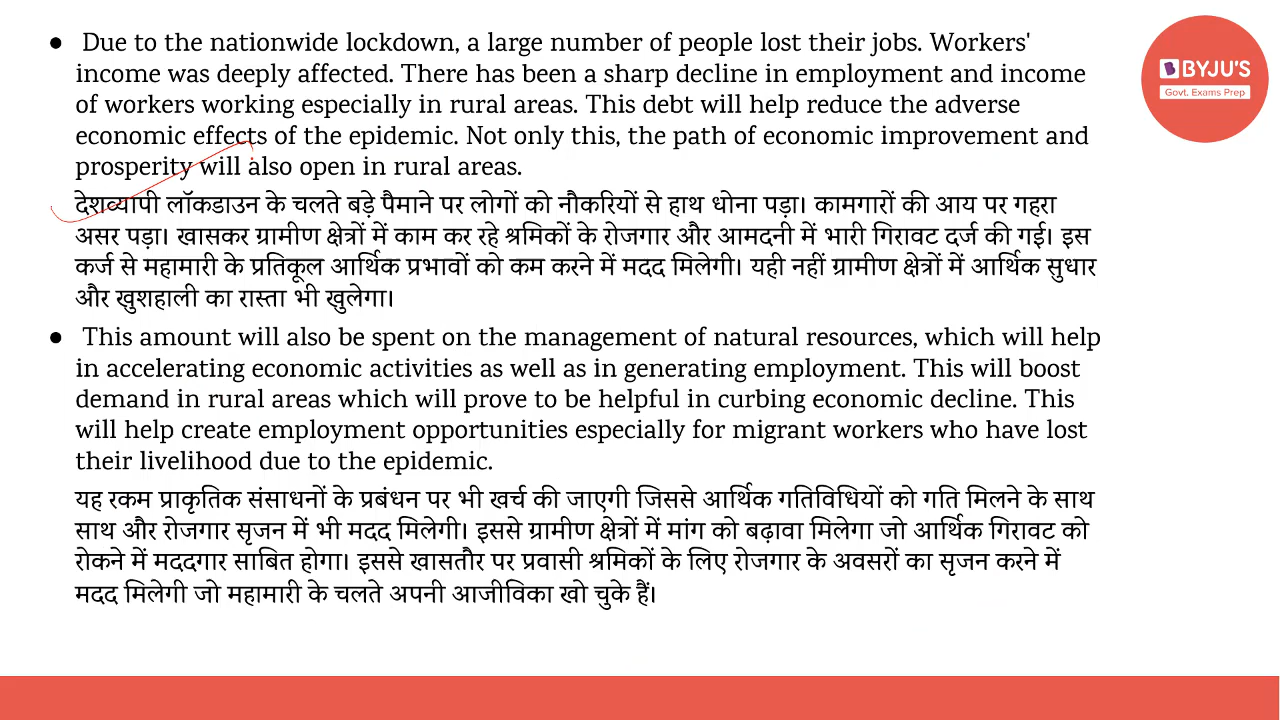 ● Due to the nationwide lockdown, a large number of people lost their jobs. Workers'
income was deeply affected. There has been a sharp decline in employment and income
of workers working especially in rural areas. This debt will help reduce the adverse
economic effects of the epidemic. Not only this, the path of economic improvement and
prosperity will also open in rural areas.
देशव्यापी लॉकडाउन के चलते बड़े पैमाने पर लोगों को नौकरियों से हाथ धोना पड़ा। कामगारों की आय पर गहरा
असर पड़ा। खासकर ग्रामीण क्षेत्रों में काम कर रहे श्रमिकों के रोजगार और आमदनी में भारी गिरावट दर्ज की गई। इस
कर्ज से महामारी के प्रतिकूल आर्थिक प्रभावों को कम करने में मदद मिलेगी। यही नहीं ग्रामीण क्षेत्रों में आर्थिक सुधार
और खुशहाली का रास्ता भी खुलेगा।
● This amount will also be spent on the management of natural resources, which will help
in accelerating economic activities as well as in generating employment. This will boost
demand in rural areas which will prove to be helpful in curbing economic decline. This
will help create employment opportunities especially for migrant workers who have lost
their livelihood due to the epidemic.
यह रकम प्राकृतिक संसाधनों के प्रबंधन पर भी खर्च की जाएगी जिससे आर्थिक गतिविधियों को गति मिलने के साथ
साथ और रोजगार सृजन में भी मदद मिलेगी। इससे ग्रामीण क्षेत्रों में मांग को बढ़ावा मिलेगा जो आर्थिक गिरावट को
रोकने में मददगार साबित होगा। इससे खासतौर पर प्रवासी श्रमिकों के लिए रोजगार के अवसरों का सृजन करने में
मदद मिलेगी जो महामारी के चलते अपनी आजीविका खो चुके हैं।
BYJU'S
Govt. Exams Prep